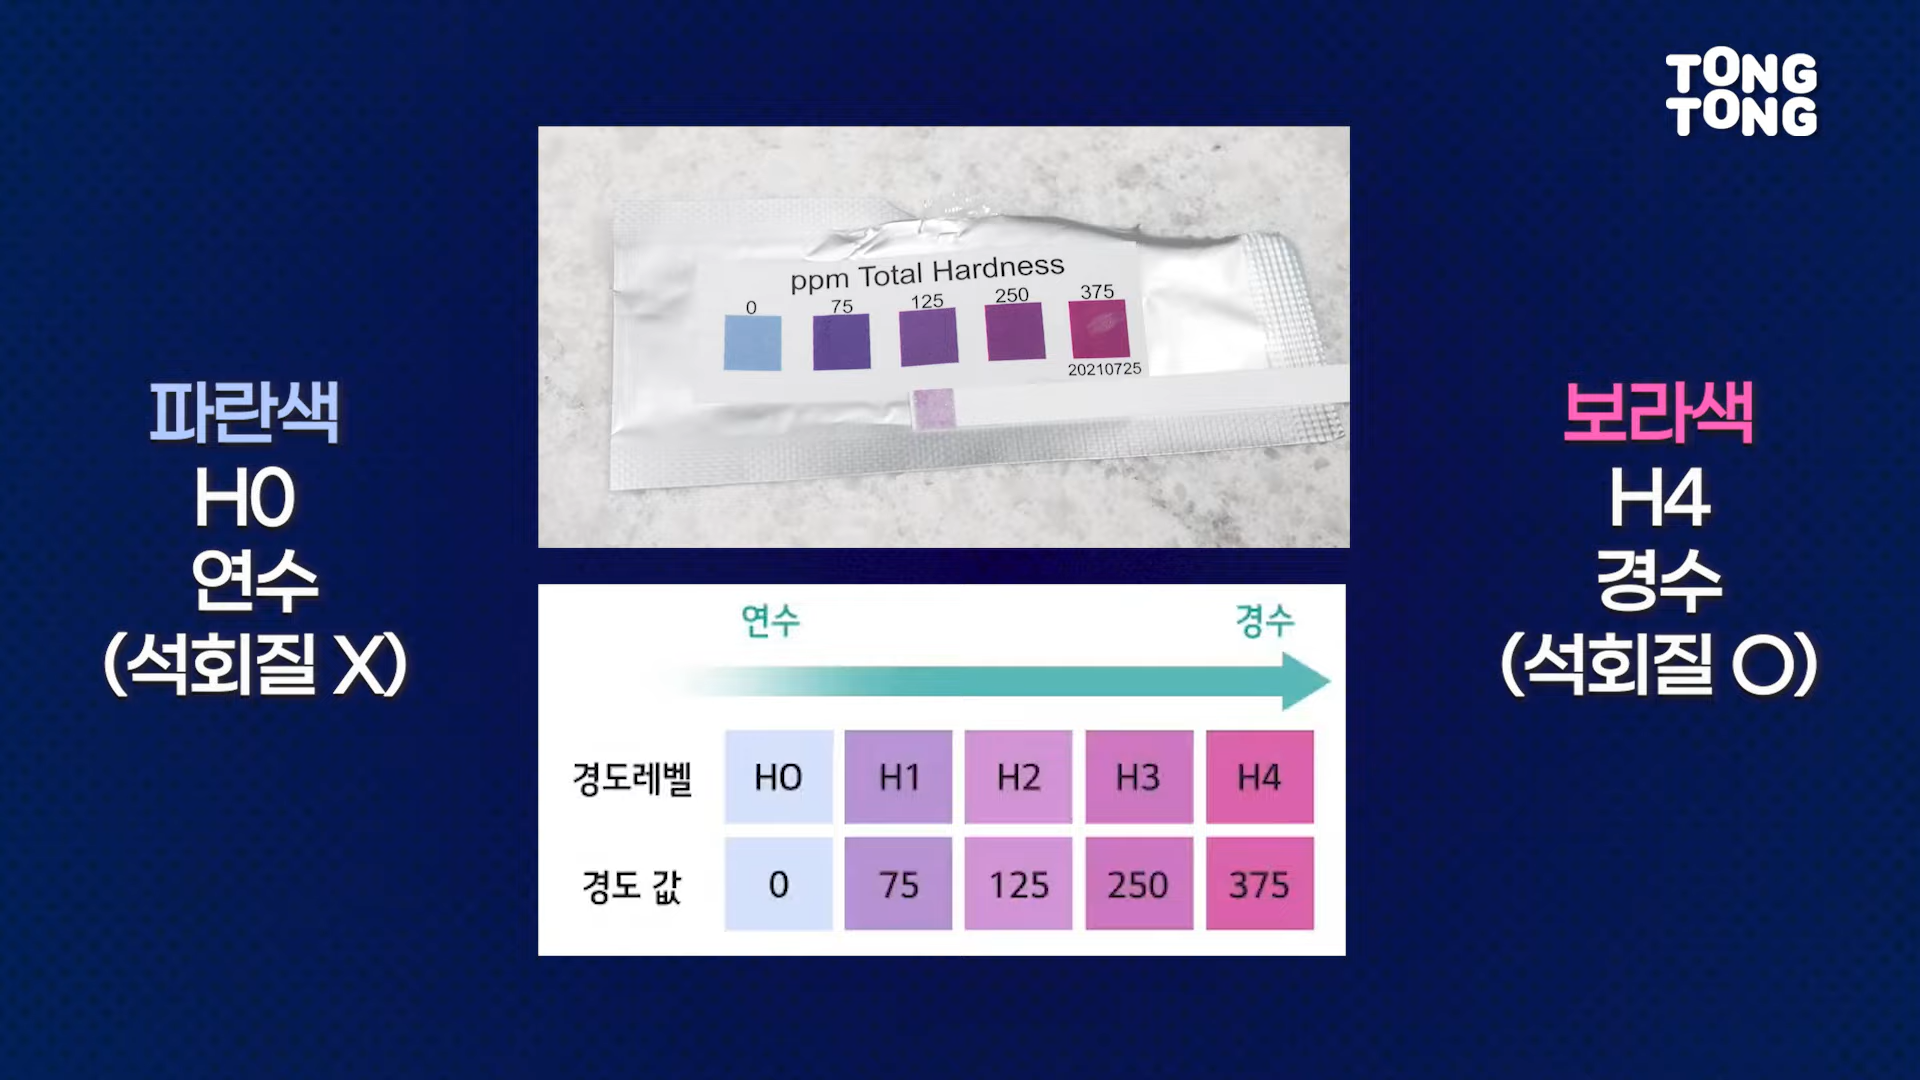 TONG
TONG
ppm Total Hardness
0 75 125 250 375
20210725
파란색
H0
연수
(석회질 X)
보라색
H4
경수
(석회질 O)
연수 경수
경도레벨 H0 H1 H2 H3 H4
경도 값 0 75 125 250 375